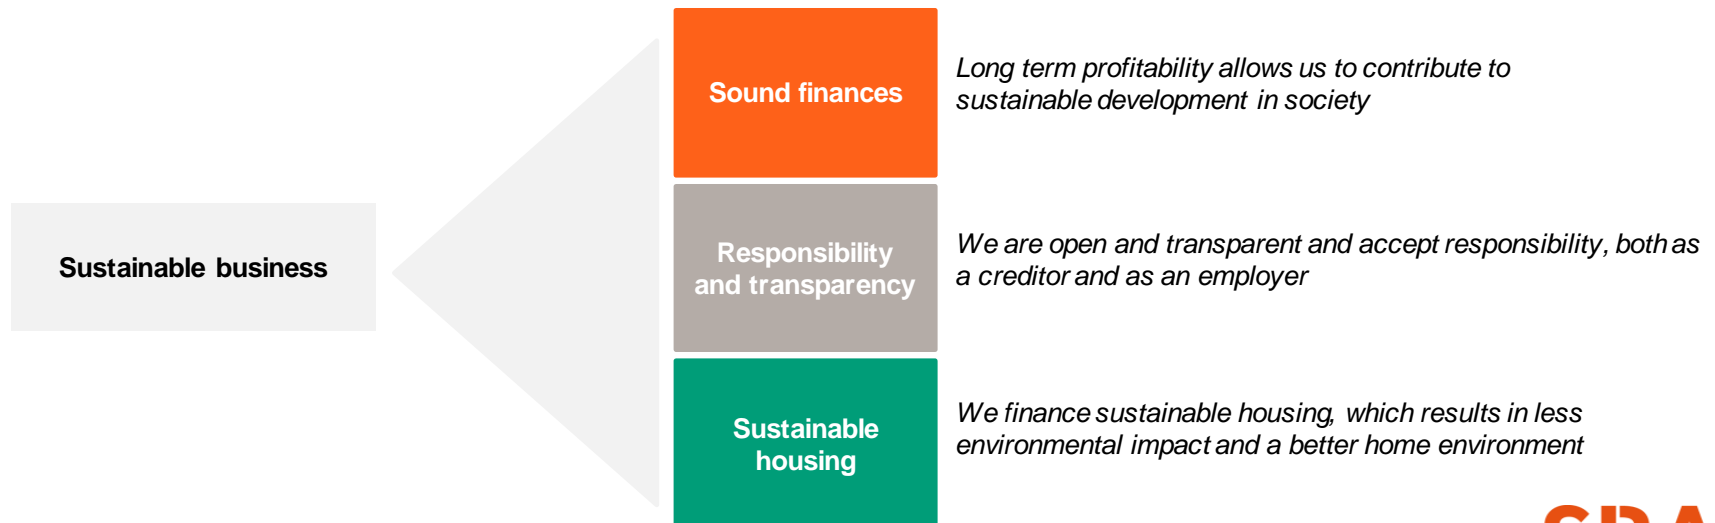 Sound finances
Long term profitability allows us to contribute to
sustainable development in society
Sustainable business
Responsibility
and transparency
We are open and transparent and accept responsibility, both as
a creditor and as an employer
Sustainable
housing
We finance sustainable housing, which results in less
environmental impact and a better home environment